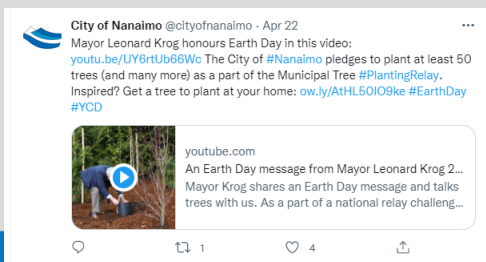 City of Nanaimo @cityofnanaimo · Apr 22
Mayor Leonard Krog honours Earth Day in this video:
youtu.be/UY6rtUb66Wc The City of #Nanaimo pledges to plant at least 50
trees (and many more) as a part of the Municipal Tree #PlantingRelay.
Inspired? Get a tree to plant at your home: ow.ly/AtHL50IO9ke #EarthDay
#YCD
youtube.com
An Earth Day message from Mayor Leonard Krog 2...
Mayor Krog shares an Earth Day message and talks
trees with us. As a part of a national relay challeng...
1 4